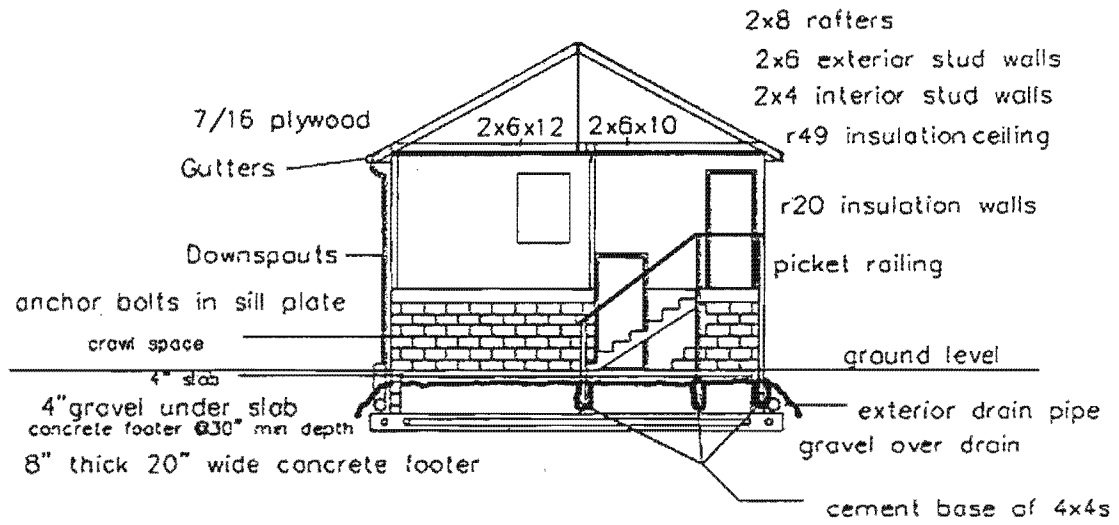 2x8 rafters
2x6 exterior stud walls
2x4 interior stud walls
7/16 plywood
2x6x12
2x6x10
r49 insulation ceiling
Gutters
r20 insulation walls
Downspouts
picket railing
anchor bolts in sill plate
crawl space
ground level
4" slab
4"gravel under slab
exterior drain pipe
concrete footer @30" min depth
gravel over drain
8" thick 20" wide concrete footer
cement base of 4x4s